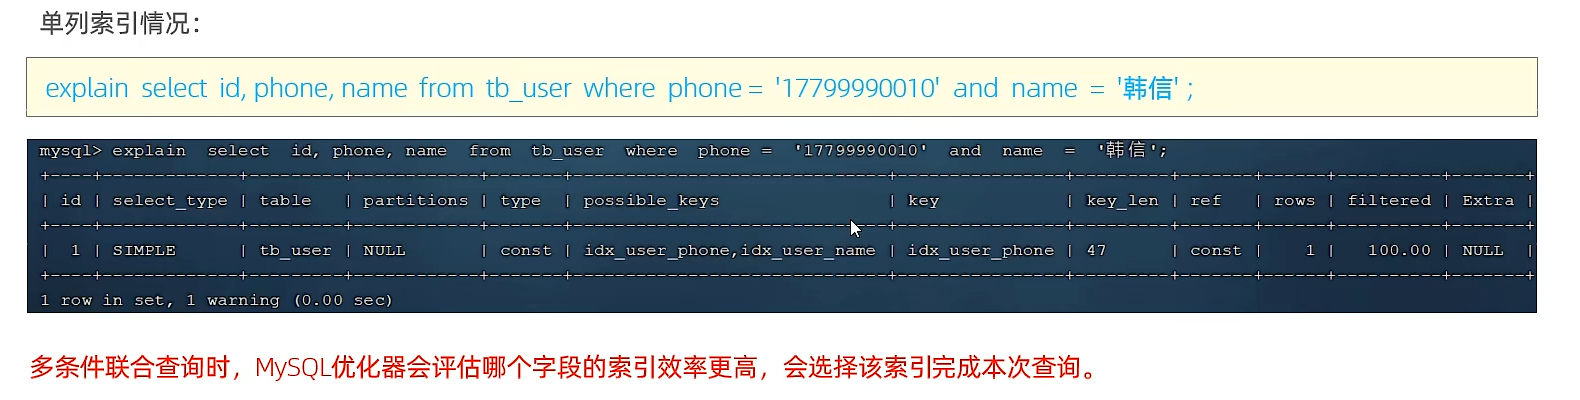 单列索引情况：
explain select id, phone, name from tb_user where phone = '17799990010' and name = '韩信' ;
mysql> explain  select  id, phone, name  from  tb_user  where  phone =  '17799990010'  and  name  =  '韩信';
+----+-------------+---------+------------+-------+------------------------------+----------------+---------+-------+------+----------+-------+
| id | select_type | table   | partitions | type  | possible_keys                | key            | key_len | ref   | rows | filtered | Extra |
+----+-------------+---------+------------+-------+------------------------------+----------------+---------+-------+------+----------+-------+
|  1 | SIMPLE      | tb_user | NULL       | const | idx_user_phone,idx_user_name | idx_user_phone | 47      | const |    1 |   100.00 | NULL  |
+----+-------------+---------+------------+-------+------------------------------+----------------+---------+-------+------+----------+-------+
1 row in set, 1 warning (0.00 sec)
多条件联合查询时，MySQL优化器会评估哪个字段的索引效率更高，会选择该索引完成本次查询。